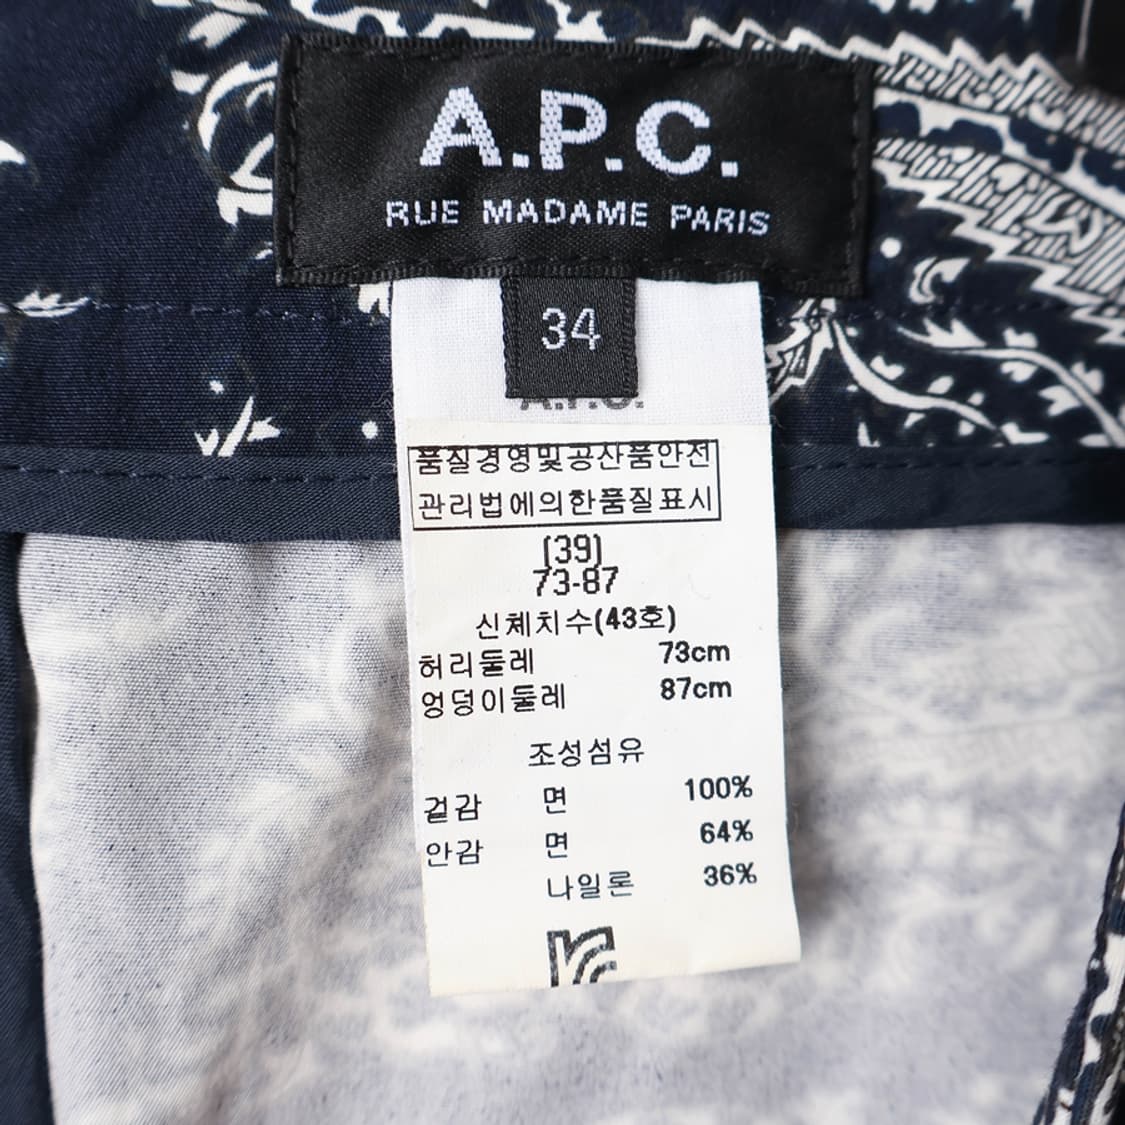 A.P.C.
RUE MADAME PARIS
34
품질경영및공산품안전
관리법에의한품질표시
(39)
73-87
신체치수(43호)
허리둘레 73cm
엉덩이둘레 87cm
조성섬유
겉감 면 100%
안감 면 64%
나일론 36%